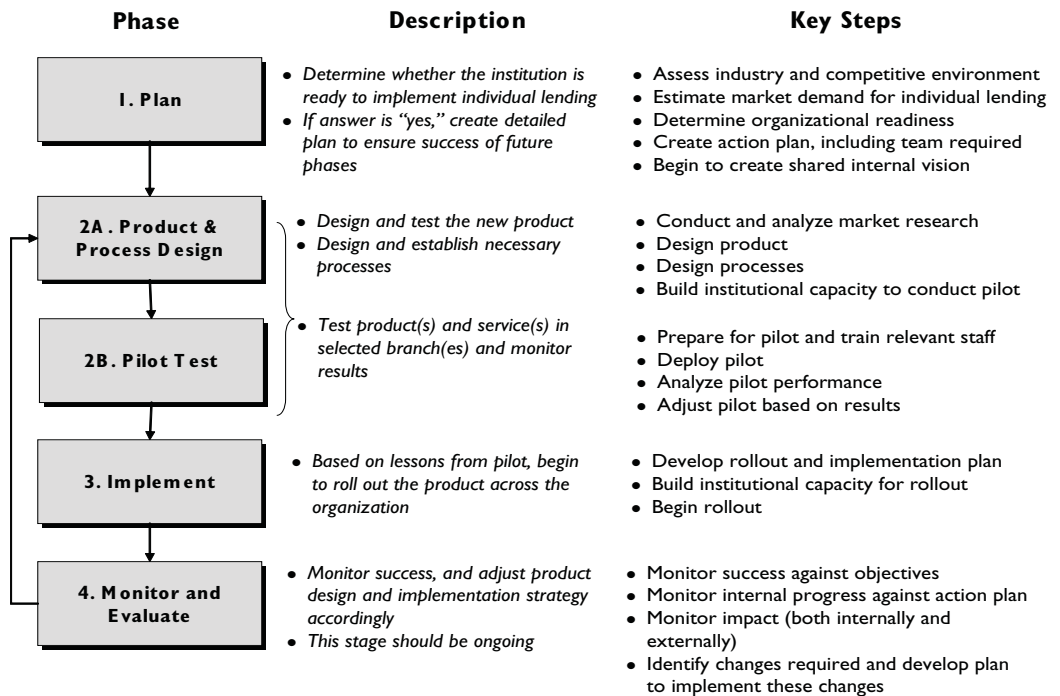 Phase
Description
Key Steps
1. Plan
• Determine whether the institution is
ready to implement individual lending
• If answer is “yes,” create detailed
plan to ensure success of future
phases
• Assess industry and competitive environment
• Estimate market demand for individual lending
• Determine organizational readiness
• Create action plan, including team required
• Begin to create shared internal vision
2A. Product &
Process Design
• Design and test the new product
• Design and establish necessary
processes
• Conduct and analyze market research
• Design product
• Design processes
• Build institutional capacity to conduct pilot
2B. Pilot Test
• Test product(s) and service(s) in
selected branch(es) and monitor
results
• Prepare for pilot and train relevant staff
• Deploy pilot
• Analyze pilot performance
• Adjust pilot based on results
3. Implement
• Based on lessons from pilot, begin
to roll out the product across the
organization
• Develop rollout and implementation plan
• Build institutional capacity for rollout
• Begin rollout
4. Monitor and
Evaluate
• Monitor success, and adjust product
design and implementation strategy
accordingly
• This stage should be ongoing
• Monitor success against objectives
• Monitor internal progress against action plan
• Monitor impact (both internally and
externally)
• Identify changes required and develop plan
to implement these changes